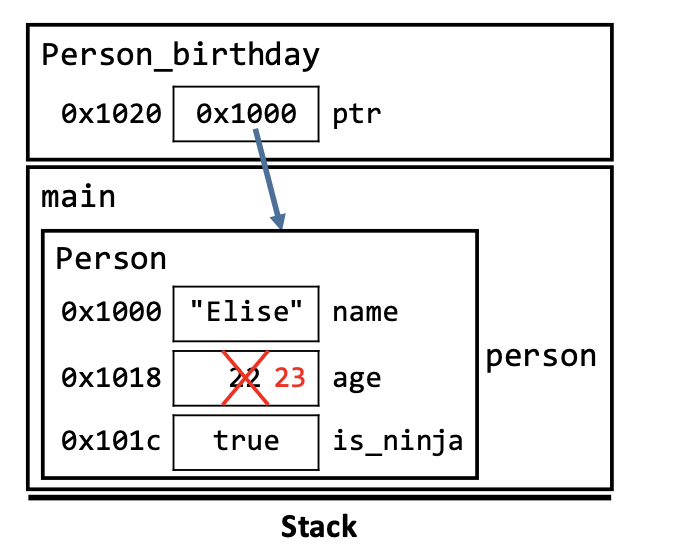 Person_birthday
0x1020 0x1000 ptr
main
Person
0x1000 "Elise" name
0x1018 22 23 age
person
0x101c true is_ninja
Stack